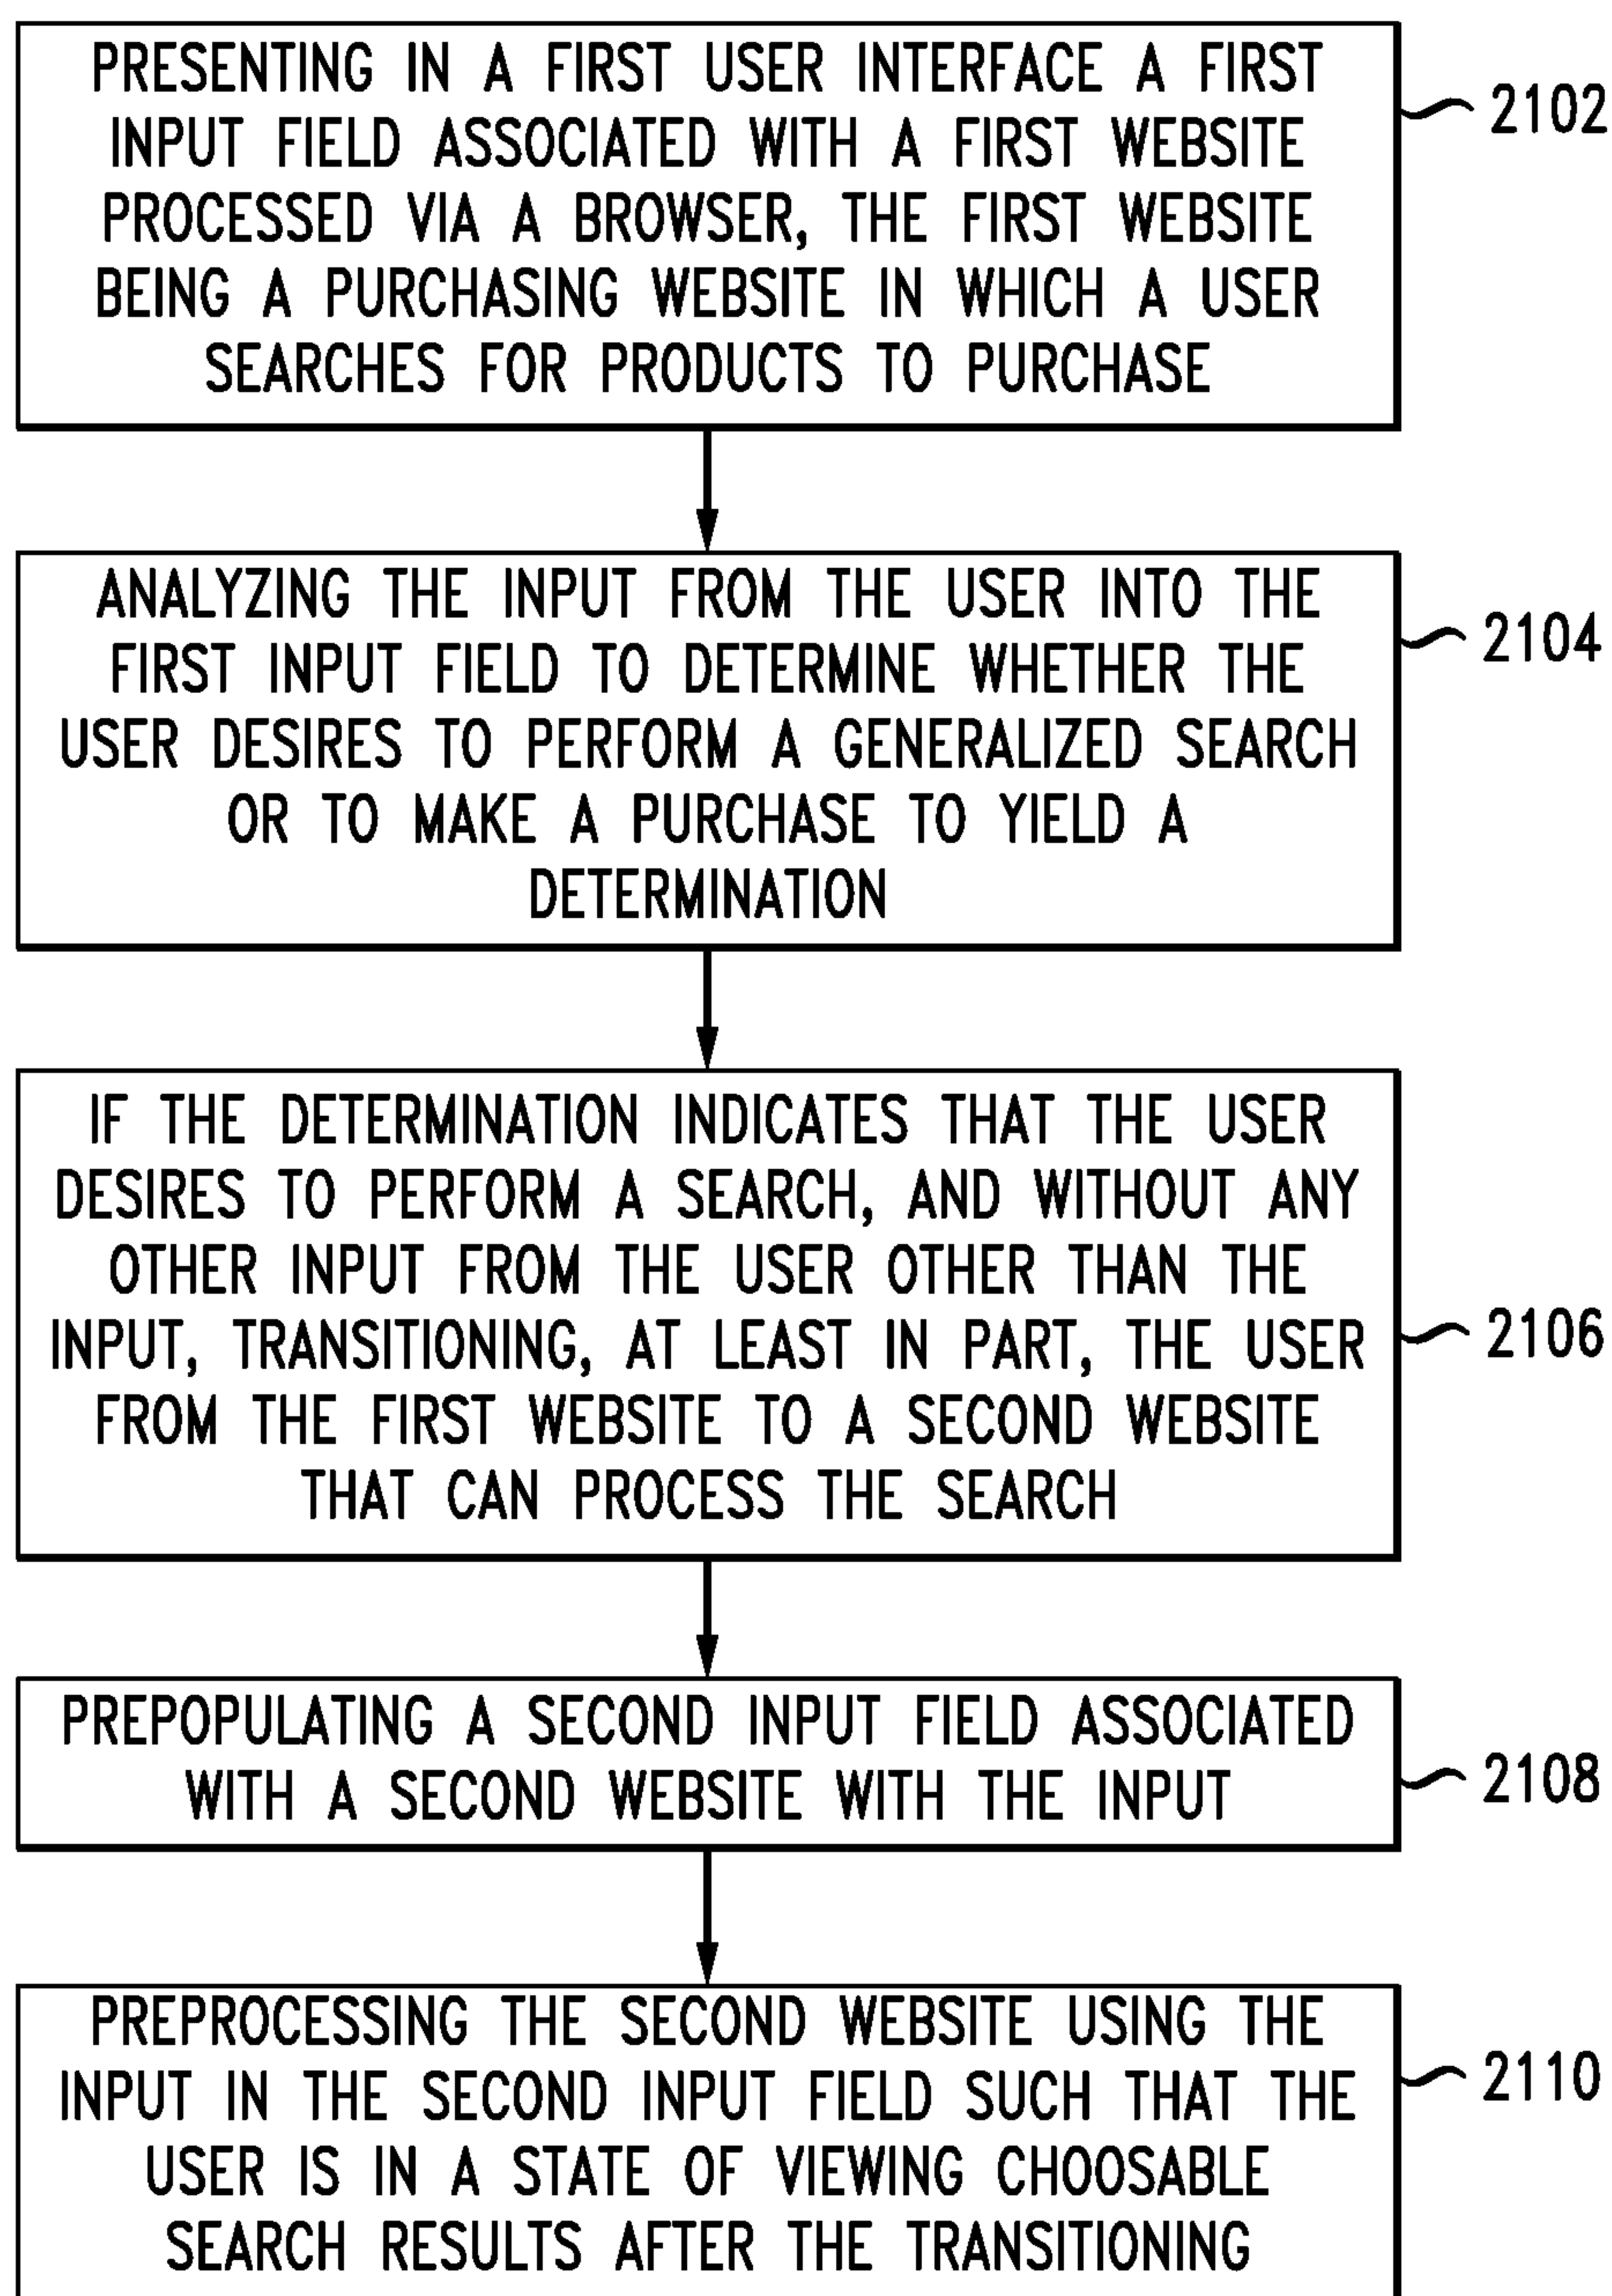 PRESENTING IN A FIRST USER INTERFACE A FIRST
INPUT FIELD ASSOCIATED WITH A FIRST WEBSITE
PROCESSED VIA A BROWSER, THE FIRST WEBSITE
BEING A PURCHASING WEBSITE IN WHICH A USER
SEARCHES FOR PRODUCTS TO PURCHASE
2102
ANALYZING THE INPUT FROM THE USER INTO THE
FIRST INPUT FIELD TO DETERMINE WHETHER THE
USER DESIRES TO PERFORM A GENERALIZED SEARCH
OR TO MAKE A PURCHASE TO YIELD A
DETERMINATION
2104
IF THE DETERMINATION INDICATES THAT THE USER
DESIRES TO PERFORM A SEARCH, AND WITHOUT ANY
OTHER INPUT FROM THE USER OTHER THAN THE
INPUT, TRANSITIONING, AT LEAST IN PART, THE USER
FROM THE FIRST WEBSITE TO A SECOND WEBSITE
THAT CAN PROCESS THE SEARCH
2106
PREPOPULATING A SECOND INPUT FIELD ASSOCIATED
WITH A SECOND WEBSITE WITH THE INPUT
2108
PREPROCESSING THE SECOND WEBSITE USING THE
INPUT IN THE SECOND INPUT FIELD SUCH THAT THE
USER IS IN A STATE OF VIEWING CHOOSABLE
SEARCH RESULTS AFTER THE TRANSITIONING
2110